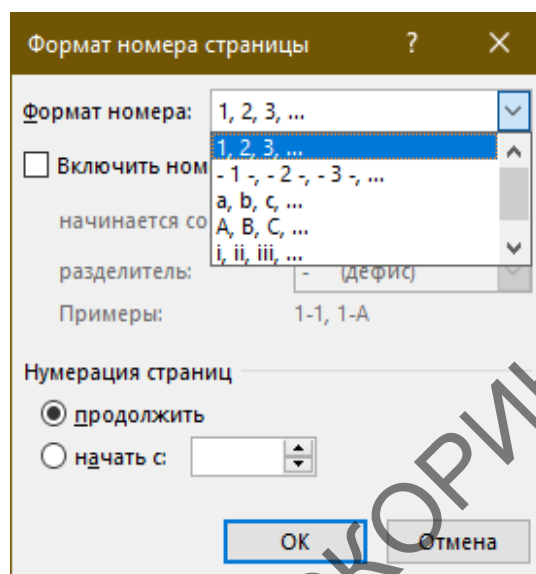 Формат номера страницы ? ×
Формат номера: 1, 2, 3, ...
1, 2, 3, ...
Включить ном
- 1 -, - 2 -, - 3 -, ...
a, b, c, ...
начинается со
A, B, C, ...
i, ii, iii, ...
разделитель: - (дефис)
Примеры: 1-1, 1-A
Нумерация страниц
продолжить
начать с:
ОК Отмена